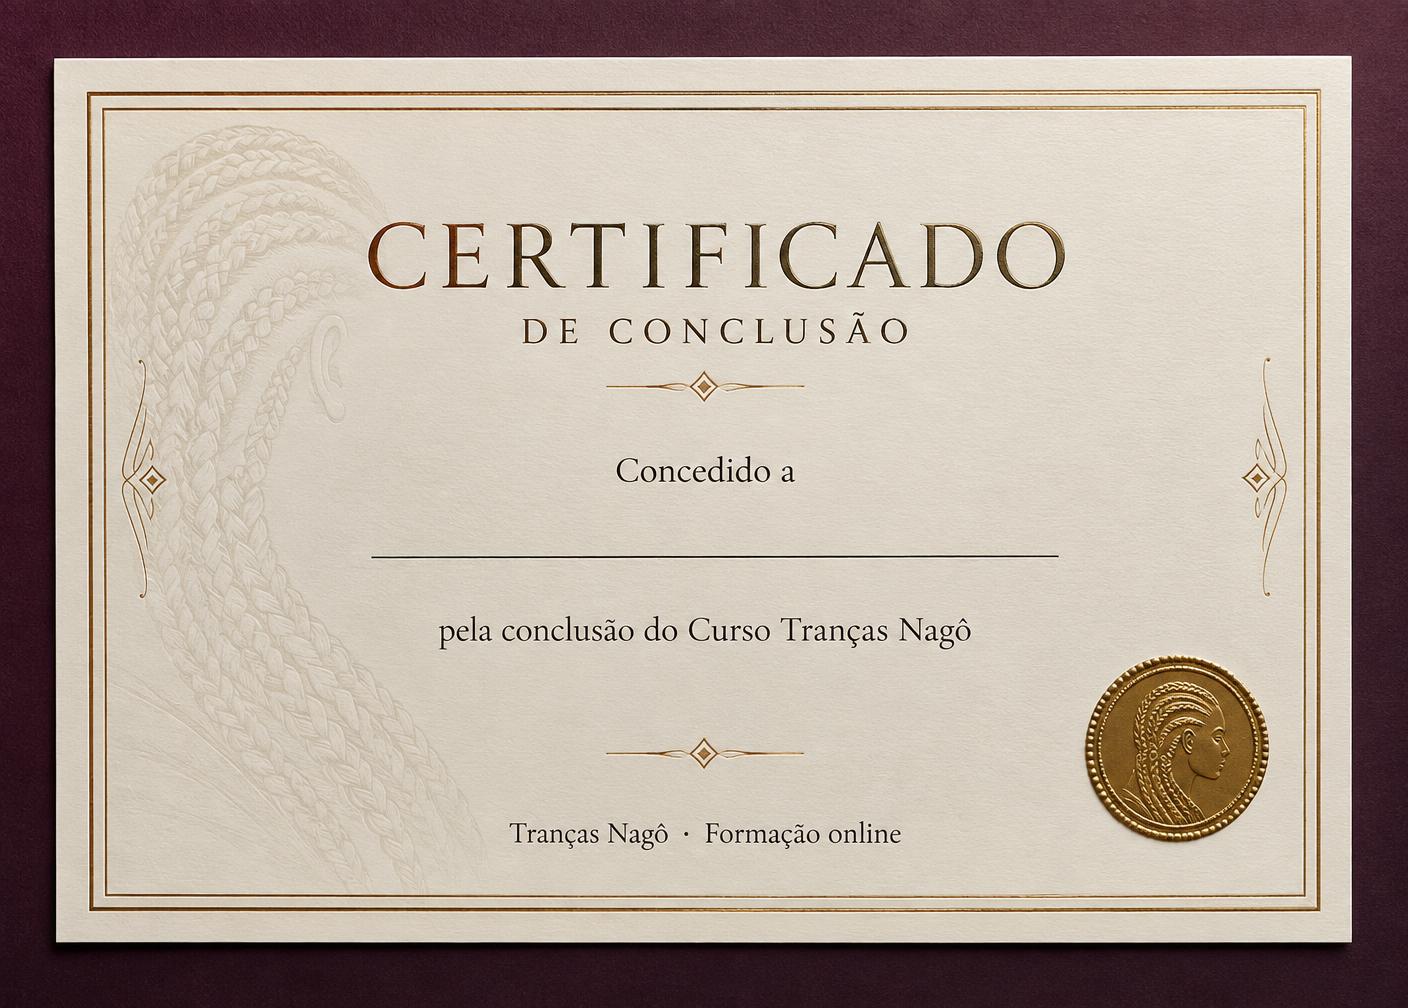 CERTIFICADO
DE CONCLUSÃO
Concedido a
pela conclusão do Curso Tranças Nagô
Tranças Nagô · Formação online